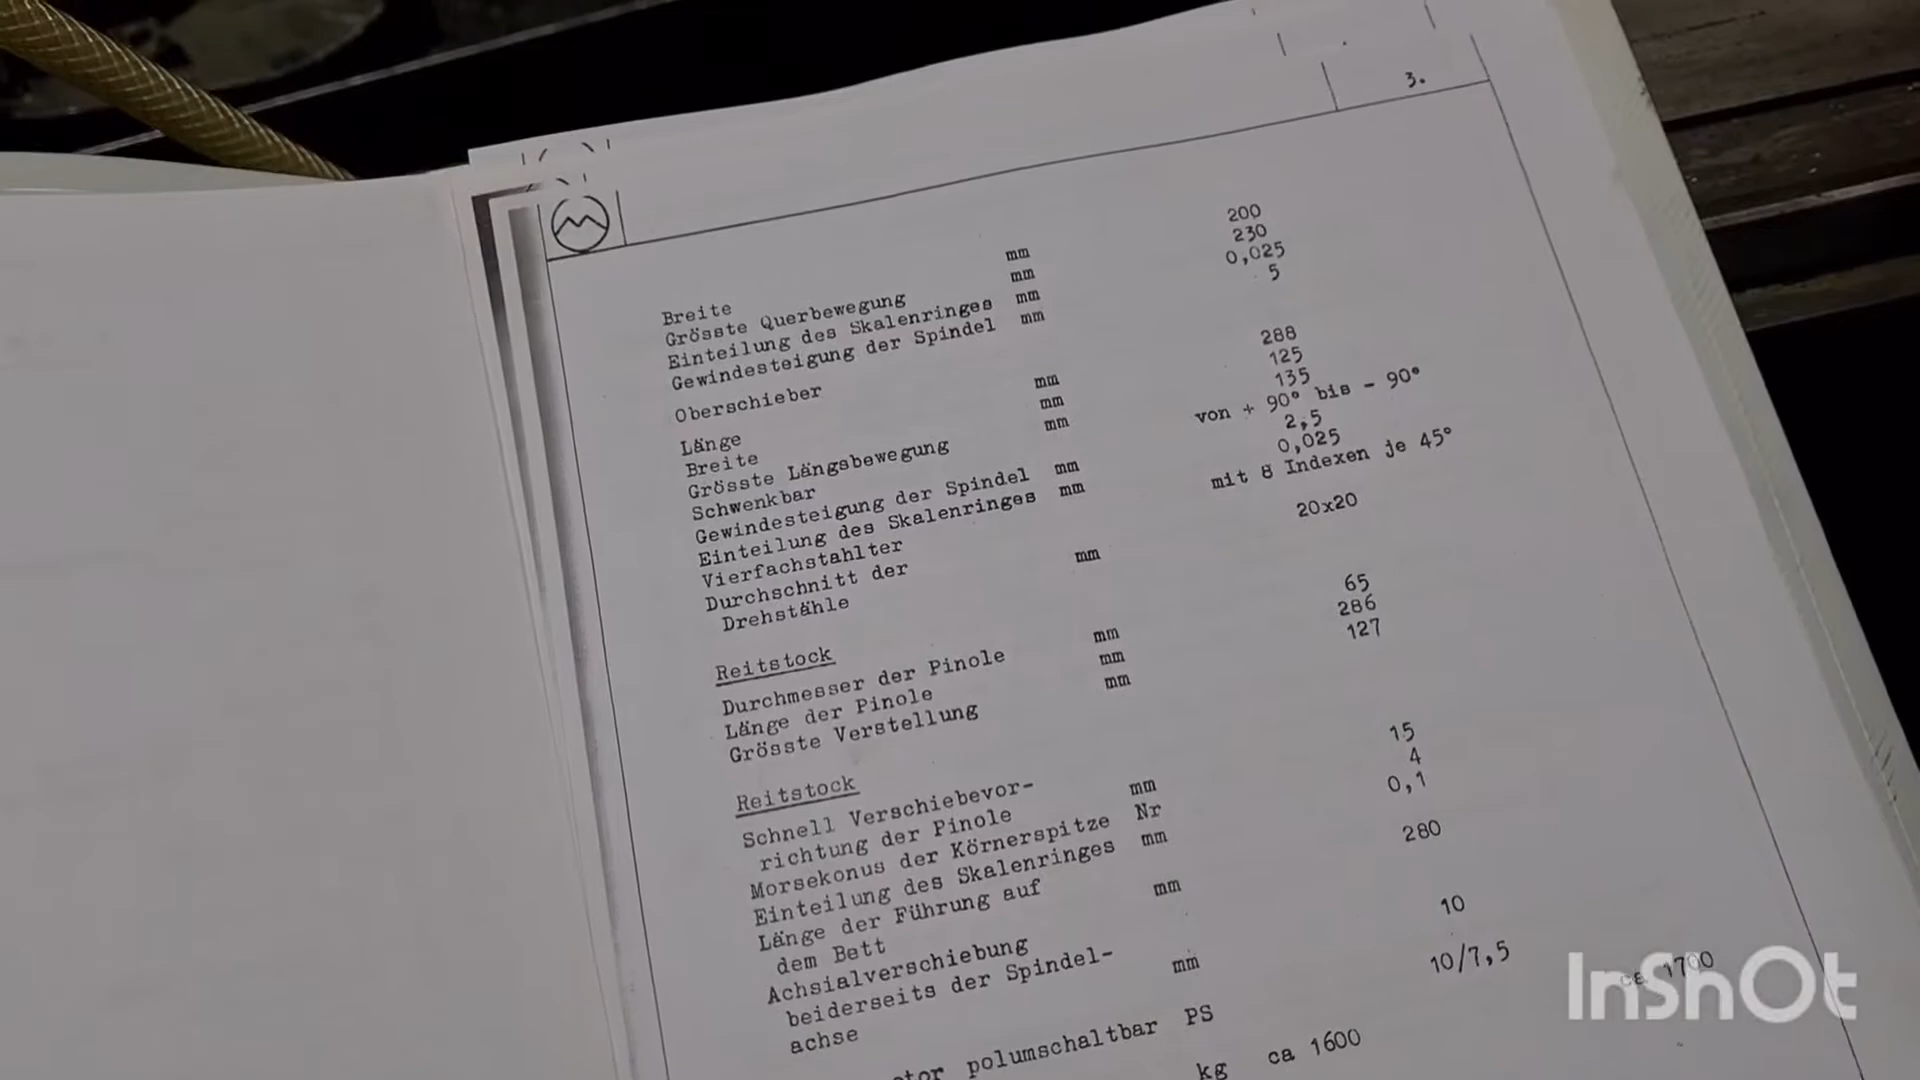 3.
Breite mm 200
Grösste Querbewegung mm 230
Einteilung des Skalenringes mm 0,025
Gewindesteigung der Spindel mm 5
Oberschieber
Länge mm 288
Breite mm 125
Grösste Längsbewegung mm 135
Schwenkbar von + 90° bis - 90°
Gewindesteigung der Spindel mm 2,5
Einteilung des Skalenringes mm 0,025
Vierfachstahlter mit 8 Indexen je 45°
Durchschnitt der
Drehstähle mm 20x20
Reitstock
Durchmesser der Pinole mm 65
Länge der Pinole mm 286
Grösste Verstellung mm 127
Reitstock
Schnell Verschiebevor-
richtung der Pinole mm 15
Morsekonus der Körnerspitze Nr 4
Einteilung des Skalenringes mm 0,1
Länge der Führung auf
dem Bett mm 280
Achsialverschiebung
beiderseits der Spindel-
achse mm 10
polumschaltbar PS 10/7,5
kg ca 1600 ca 1700
InShOt